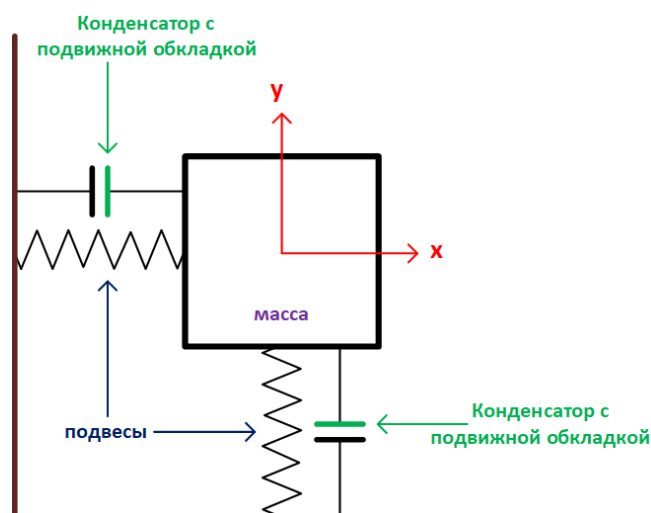 Конденсатор с
подвижной обкладкой
y
x
масса
подвесы
Конденсатор с
подвижной обкладкой